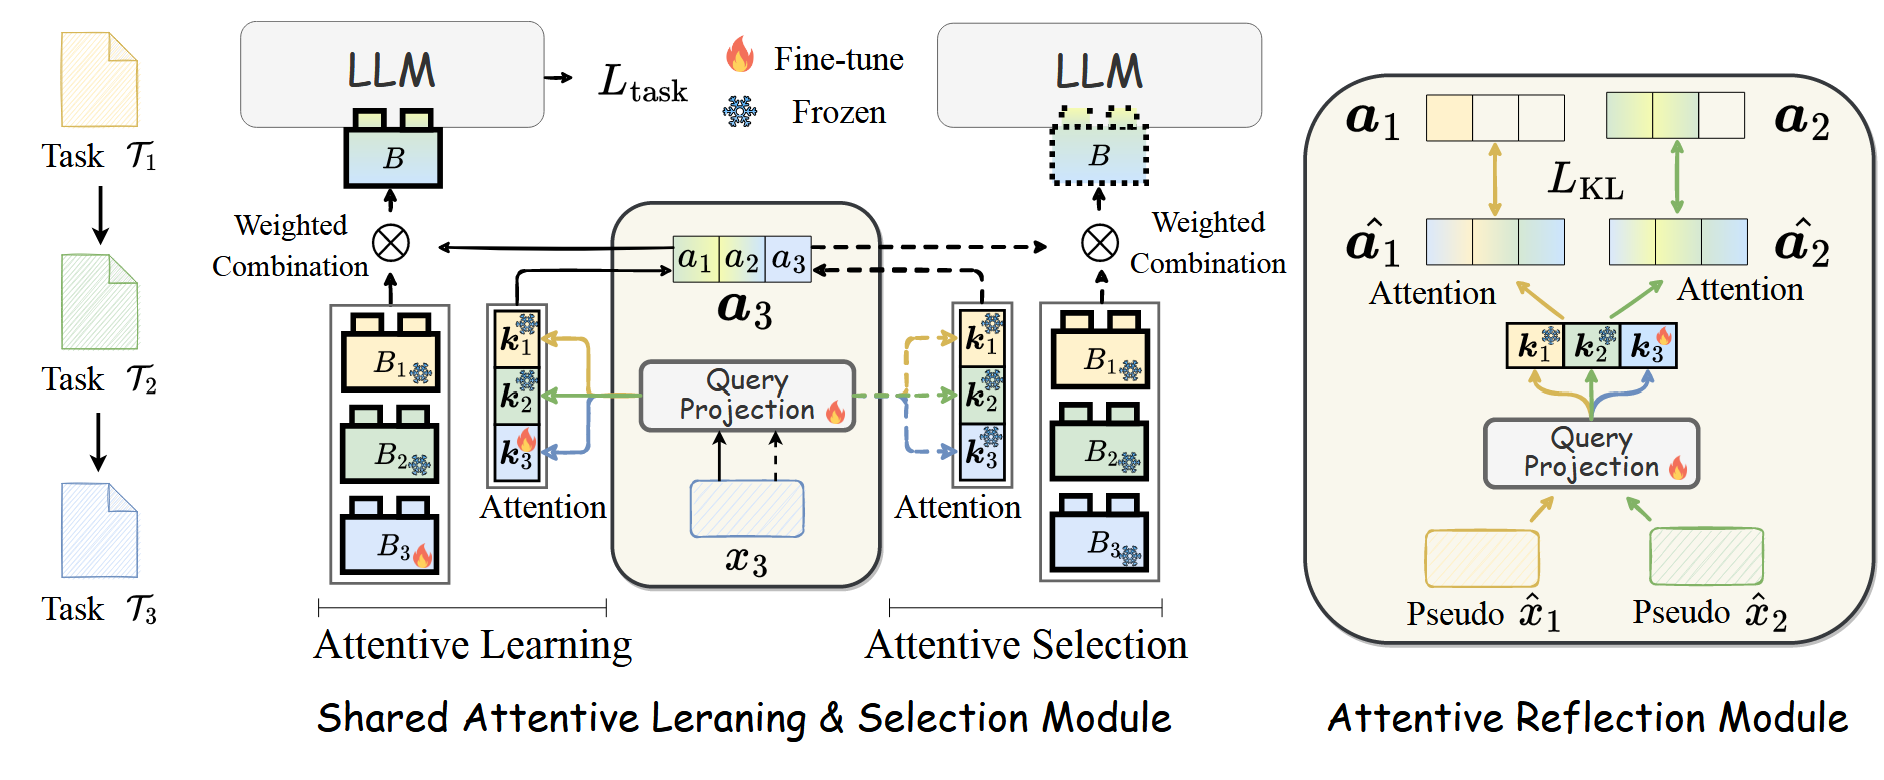 Task 𝒯₁
Task 𝒯₂
Task 𝒯₃
LLM
L_task
Fine-tune
Frozen
LLM
B
B
Weighted
Combination
Weighted
Combination
a₁ a₂ a₃
a₃
B₁
B₂
B₃
k₁
k₂
k₃
Attention
Query
Projection
x₃
k₁
k₂
k₃
Attention
B₁
B₂
B₃
Attentive Learning
Attentive Selection
Shared Attentive Leraning & Selection Module
a₁
a₂
L_KL
â₁
â₂
Attention
Attention
k₁ k₂ k₃
Query
Projection
Pseudo x̂₁
Pseudo x̂₂
Attentive Reflection Module